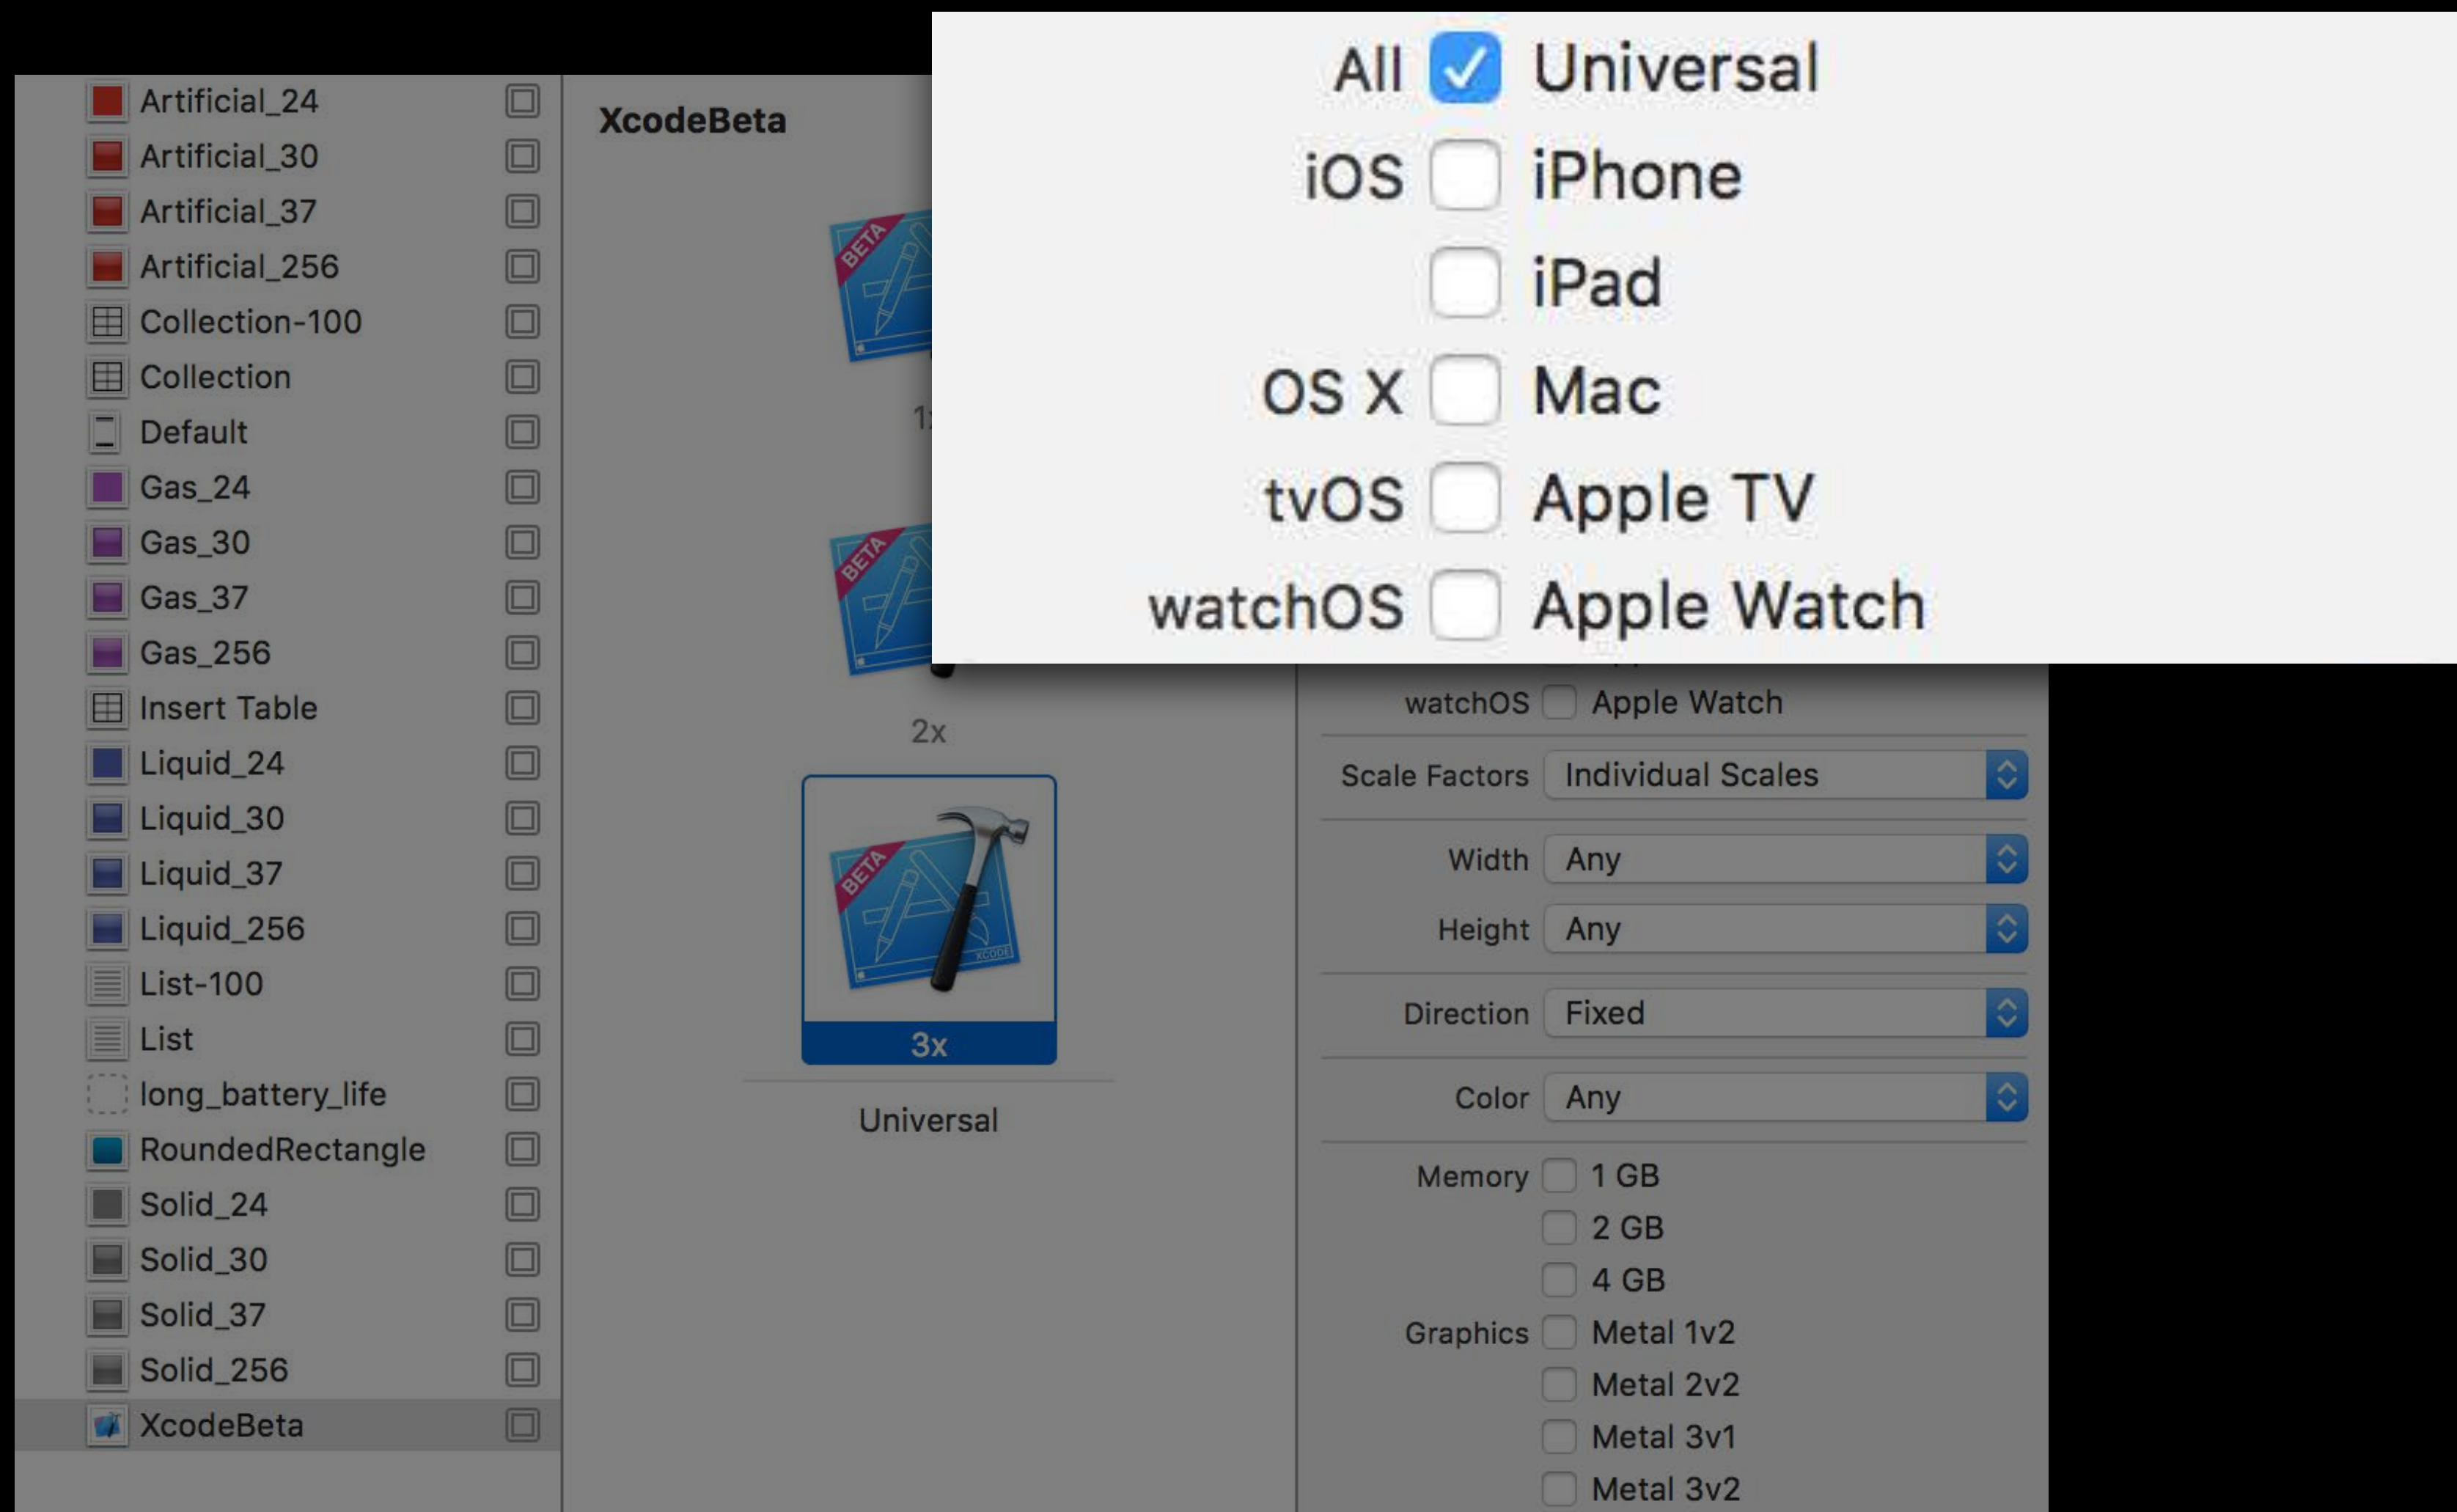 Artificial_24
Artificial_30
Artificial_37
Artificial_256
Collection-100
Collection
Default
Gas_24
Gas_30
Gas_37
Gas_256
Insert Table
Liquid_24
Liquid_30
Liquid_37
Liquid_256
List-100
List
long_battery_life
RoundedRectangle
Solid_24
Solid_30
Solid_37
Solid_256
XcodeBeta
XcodeBeta
BETA
BETA
2x
BETA
XCODE
3x
Universal
All Universal
iOS iPhone
iPad
OS X Mac
tvOS Apple TV
watchOS Apple Watch
watchOS Apple Watch
Scale Factors Individual Scales
Width Any
Height Any
Direction Fixed
Color Any
Memory 1 GB
2 GB
4 GB
Graphics Metal 1v2
Metal 2v2
Metal 3v1
Metal 3v2